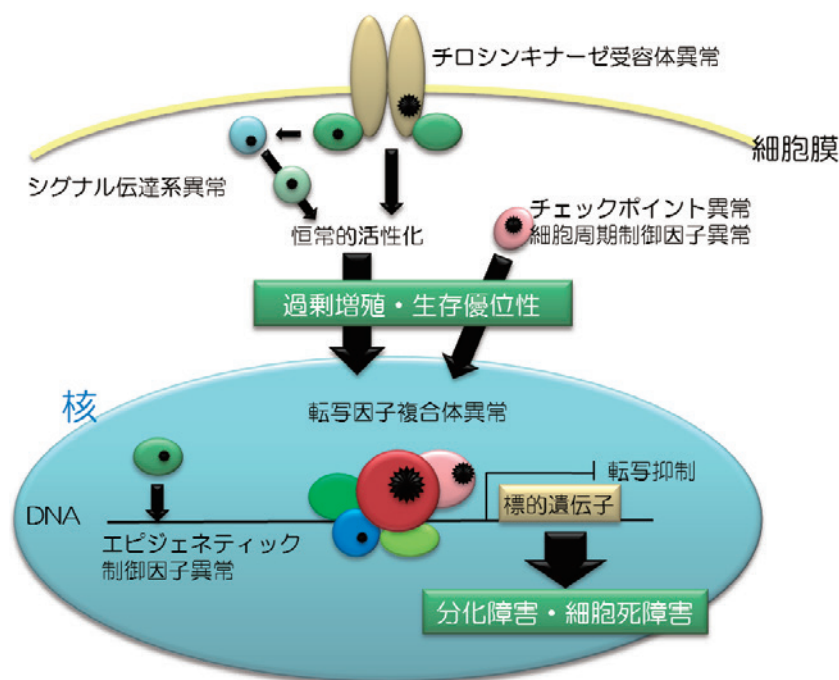 チロシンキナーゼ受容体異常
細胞膜
シグナル伝達系異常
恒常的活性化
チェックポイント異常
細胞周期制御因子異常
過剰増殖・生存優位性
核
転写因子複合体異常
転写抑制
標的遺伝子
DNA
エピジェネティック
制御因子異常
分化障害・細胞死障害